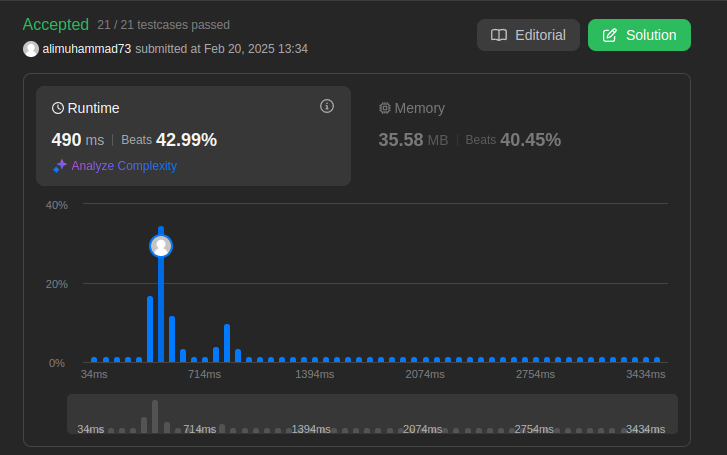 Accepted 21 / 21 testcases passed
alimuhammad73 submitted at Feb 20, 2025 13:34
Editorial
Solution
Runtime
490 ms | Beats 42.99%
Analyze Complexity
Memory
35.58 MB | Beats 40.45%
40%
20%
0%
34ms 714ms 1394ms 2074ms 2754ms 3434ms
34ms 714ms 1394ms 2074ms 2754ms 3434ms